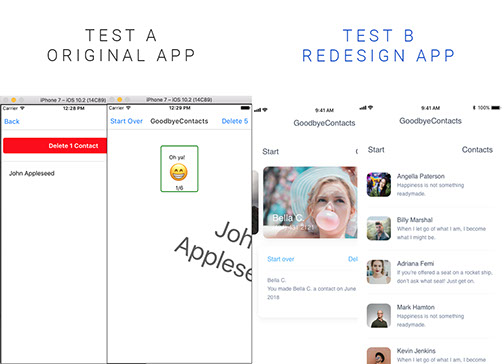 TEST A
ORIGINAL APP
TEST B
REDESIGN APP
iPhone 7 – iOS 10.2 (14C89)
Carrier
12:28 PM
Back
Delete 1 Contact
John Appleseed
iPhone 7 – iOS 10.2 (14C89)
Carrier
12:29 PM
Start Over
GoodbyeContacts
Delete 5
Oh ya!
1/6
John
Appleseed
9:41 AM
GoodbyeContacts
Start
Bella C.
Start over
Del
Bella C.
You made Bella C. a contact on June
2018
9:41 AM
100%
GoodbyeContacts
Start
Contacts
Angella Paterson
Happiness is not something
readymade.
Billy Marshal
When I let go of what I am, I become
what I might be.
Adriana Femi
If you're offered a seat on a rocket ship,
don't ask what seat! Just get on.
Mark Hamton
Happiness is not something
readymade.
Kevin Jenkins
When I let go of what I am, I become